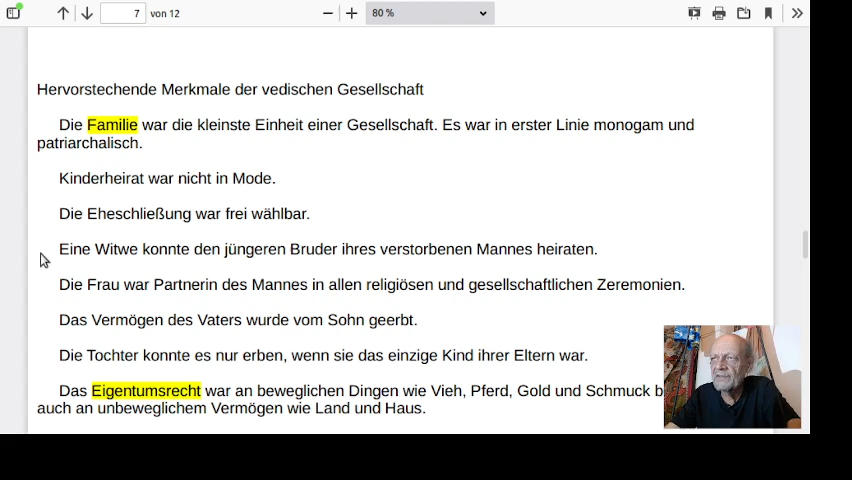 7 von 12
80 %
Hervorstechende Merkmale der vedischen Gesellschaft
Die Familie war die kleinste Einheit einer Gesellschaft. Es war in erster Linie monogam und
patriarchalisch.
Kinderheirat war nicht in Mode.
Die Eheschließung war frei wählbar.
Eine Witwe konnte den jüngeren Bruder ihres verstorbenen Mannes heiraten.
Die Frau war Partnerin des Mannes in allen religiösen und gesellschaftlichen Zeremonien.
Das Vermögen des Vaters wurde vom Sohn geerbt.
Die Tochter konnte es nur erben, wenn sie das einzige Kind ihrer Eltern war.
Das Eigentumsrecht war an beweglichen Dingen wie Vieh, Pferd, Gold und Schmuck
auch an unbeweglichem Vermögen wie Land und Haus.